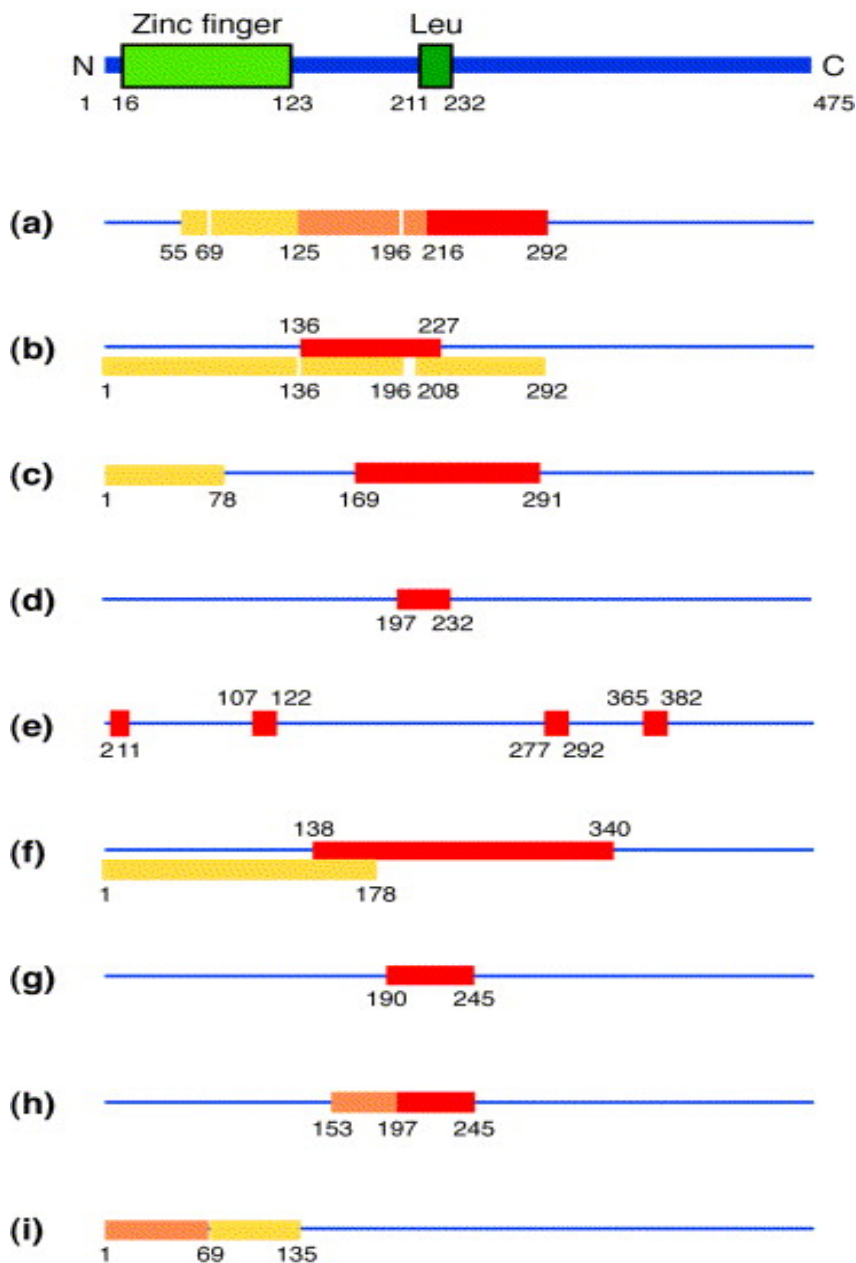 Zinc finger Leu
N C
1 16 123 211 232 475
(a)
55 69 125 196 216 292
136 227
(b)
1 136 196 208 292
(c)
1 78 169 291
(d)
197 232
107 122 365 382
(e)
211 277 292
138 340
(f)
1 178
(g)
190 245
(h)
153 197 245
(i)
1 69 135